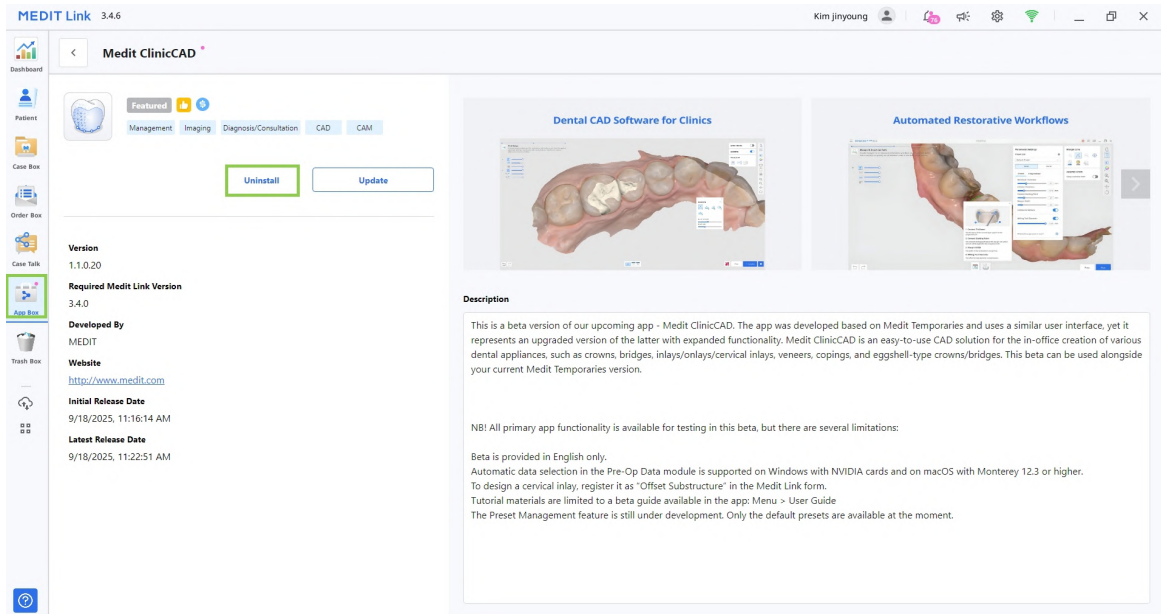 MEDIT Link 3.4.6
Kim jinyoung
76
Dashboard
Patient
Case Box
Order Box
Case Talk
App Box
Trash Box
Medit ClinicCAD
Featured
Management Imaging Diagnosis/Consultation CAD CAM
Uninstall
Update
Version
1.1.0.20
Required Medit Link Version
3.4.0
Developed By
MEDIT
Website
http://www.medit.com
Initial Release Date
9/18/2025, 11:16:14 AM
Latest Release Date
9/18/2025, 11:22:51 AM
Dental CAD Software for Clinics
Automated Restorative Workflows
Description
This is a beta version of our upcoming app - Medit ClinicCAD. The app was developed based on Medit Temporaries and uses a similar user interface, yet it
represents an upgraded version of the latter with expanded functionality. Medit ClinicCAD is an easy-to-use CAD solution for the in-office creation of various
dental appliances, such as crowns, bridges, inlays/onlays/cervical inlays, veneers, copings, and eggshell-type crowns/bridges. This beta can be used alongside
your current Medit Temporaries version.
NB! All primary app functionality is available for testing in this beta, but there are several limitations:
Beta is provided in English only.
Automatic data selection in the Pre-Op Data module is supported on Windows with NVIDIA cards and on macOS with Monterey 12.3 or higher.
To design a cervical inlay, register it as "Offset Substructure" in the Medit Link form.
Tutorial materials are limited to a beta guide available in the app: Menu > User Guide
The Preset Management feature is still under development. Only the default presets are available at the moment.